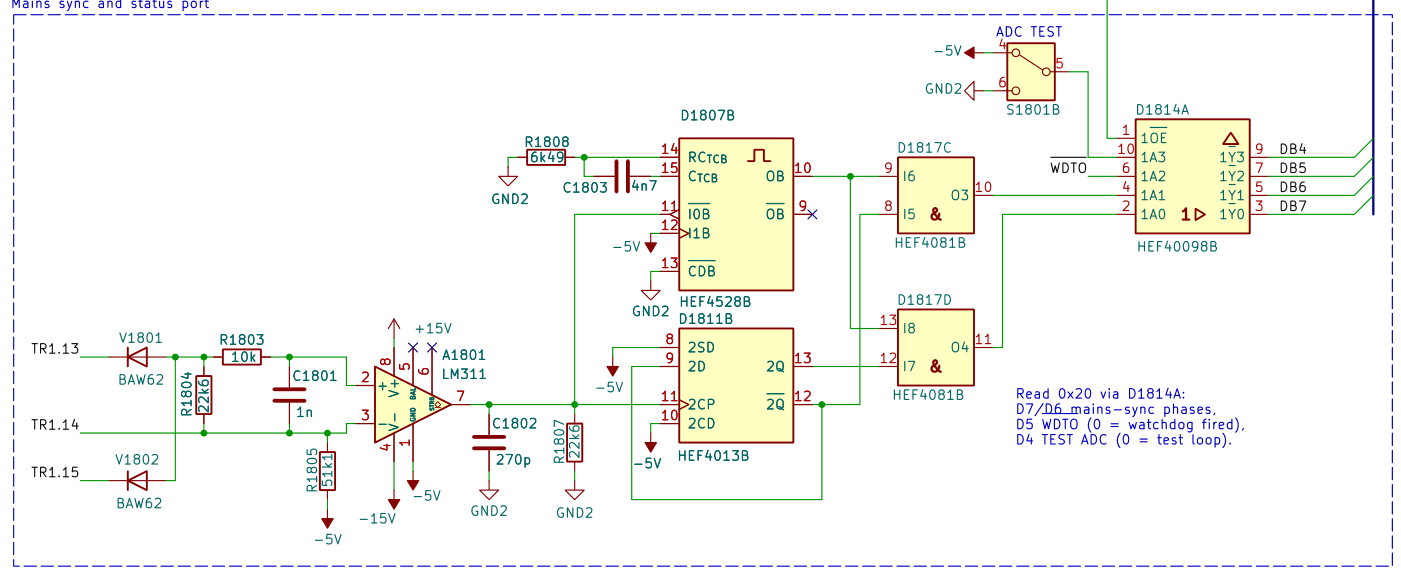 Mains sync and status port
ADC TEST
-5V
4
5
GND2
6
S1801B
D1807B
D1814A
R1808
6k49
GND2
C1803
4n7
14
RCTCB
15
CTCB
OB
10
11
I0B
OB
9
-5V
12
I1B
13
CDB
GND2
HEF4528B
D1817C
9
I6
8
I5
O3
10
&
HEF4081B
1
1OE
WDTO
10
1A3
1Y3
9
DB4
6
1A2
1Y2
7
DB5
4
1A1
1Y1
5
DB6
2
1A0
1
1Y0
3
DB7
HEF40098B
D1811B
8
2SD
9
2D
2Q
13
-5V
11
2CP
2Q
12
10
2CD
-5V
HEF4013B
D1817D
13
I8
12
I7
O4
11
&
HEF4081B
TR1.13
V1801
BAW62
R1803
10k
R1804
22k6
C1801
1n
TR1.14
TR1.15
V1802
BAW62
R1805
51k1
-5V
+15V
A1801
LM311
8
5
6
2
+
V+
BAL
STRB
7
3
-
V-
GND
4
1
-15V
-5V
C1802
270p
GND2
R1807
22k6
GND2
Read 0x20 via D1814A:
D7/D6 mains-sync phases,
D5 WDTO (0 = watchdog fired),
D4 TEST ADC (0 = test loop).